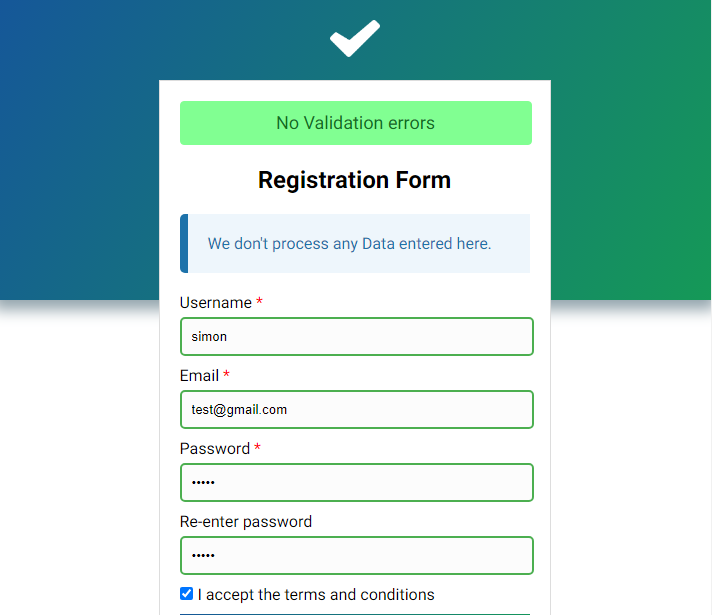 No Validation errors
Registration Form
We don't process any Data entered here.
Username *
simon
Email *
test@gmail.com
Password *
•••••
Re-enter password
•••••
I accept the terms and conditions